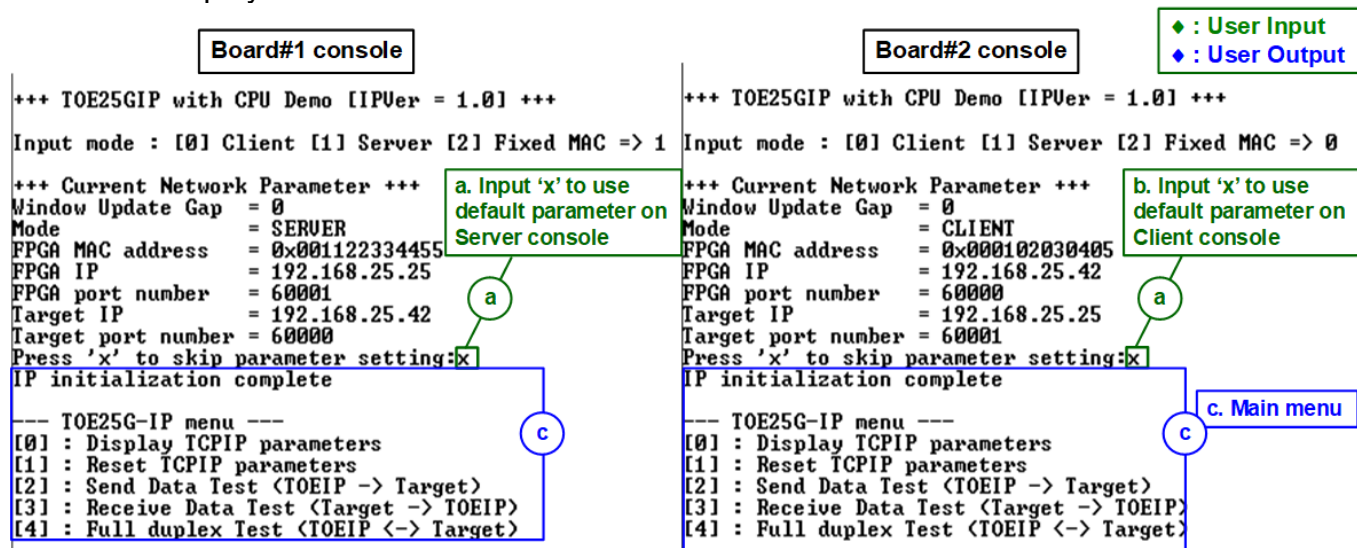 ◆ : User Input
◆ : User Output
Board#1 console
+++ TOE25GIP with CPU Demo [IPVer = 1.0] +++
Input mode : [0] Client [1] Server [2] Fixed MAC => 1
+++ Current Network Parameter +++
Window Update Gap = 0
Mode = SERVER
FPGA MAC address = 0x001122334455
FPGA IP = 192.168.25.25
FPGA port number = 60001
Target IP = 192.168.25.42
Target port number = 60000
Press 'x' to skip parameter setting:x
IP initialization complete
--- TOE25G-IP menu ---
[0] : Display TCPIP parameters
[1] : Reset TCPIP parameters
[2] : Send Data Test (TOEIP -> Target)
[3] : Receive Data Test (Target -> TOEIP)
[4] : Full duplex Test (TOEIP <-> Target)
a. Input ‘x’ to use
default parameter on
Server console
a
c
Board#2 console
+++ TOE25GIP with CPU Demo [IPVer = 1.0] +++
Input mode : [0] Client [1] Server [2] Fixed MAC => 0
+++ Current Network Parameter +++
Window Update Gap = 0
Mode = CLIENT
FPGA MAC address = 0x000102030405
FPGA IP = 192.168.25.42
FPGA port number = 60000
Target IP = 192.168.25.25
Target port number = 60001
Press 'x' to skip parameter setting:x
IP initialization complete
--- TOE25G-IP menu ---
[0] : Display TCPIP parameters
[1] : Reset TCPIP parameters
[2] : Send Data Test (TOEIP -> Target)
[3] : Receive Data Test (Target -> TOEIP)
[4] : Full duplex Test (TOEIP <-> Target)
b. Input ‘x’ to use
default parameter on
Client console
a
c. Main menu
c